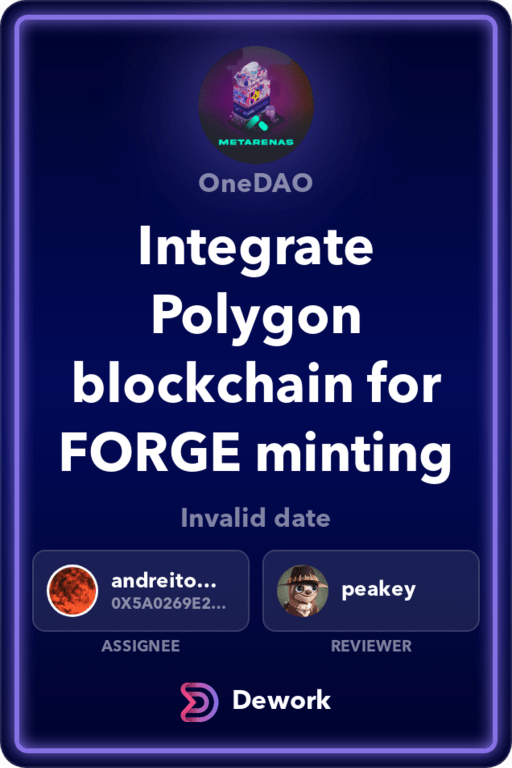 METARENAS
OneDAO
Integrate
Polygon
blockchain for
FORGE minting
Invalid date
andreito...
0X5A0269E2...
peakey
ASSIGNEE
REVIEWER
Dework